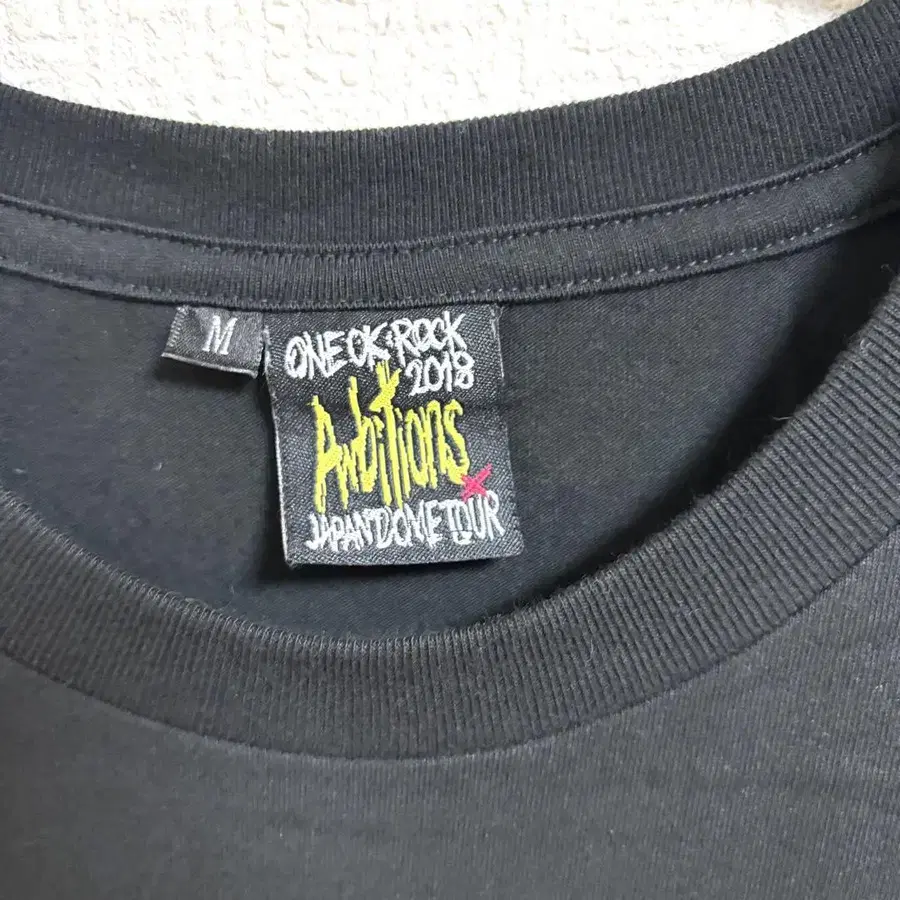 M
ONE OK ROCK
2018
Ambitions
JAPAN DOME TOUR